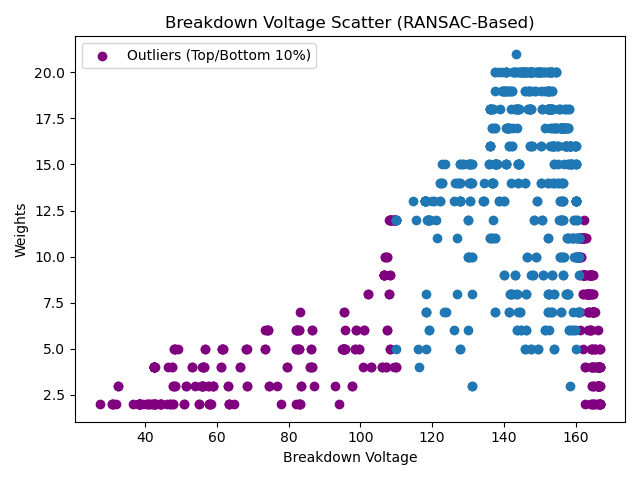 Breakdown Voltage Scatter (RANSAC-Based)
Outliers (Top/Bottom 10%)
20.0
17.5
15.0
12.5
10.0
7.5
5.0
2.5
Weights
40 60 80 100 120 140 160
Breakdown Voltage